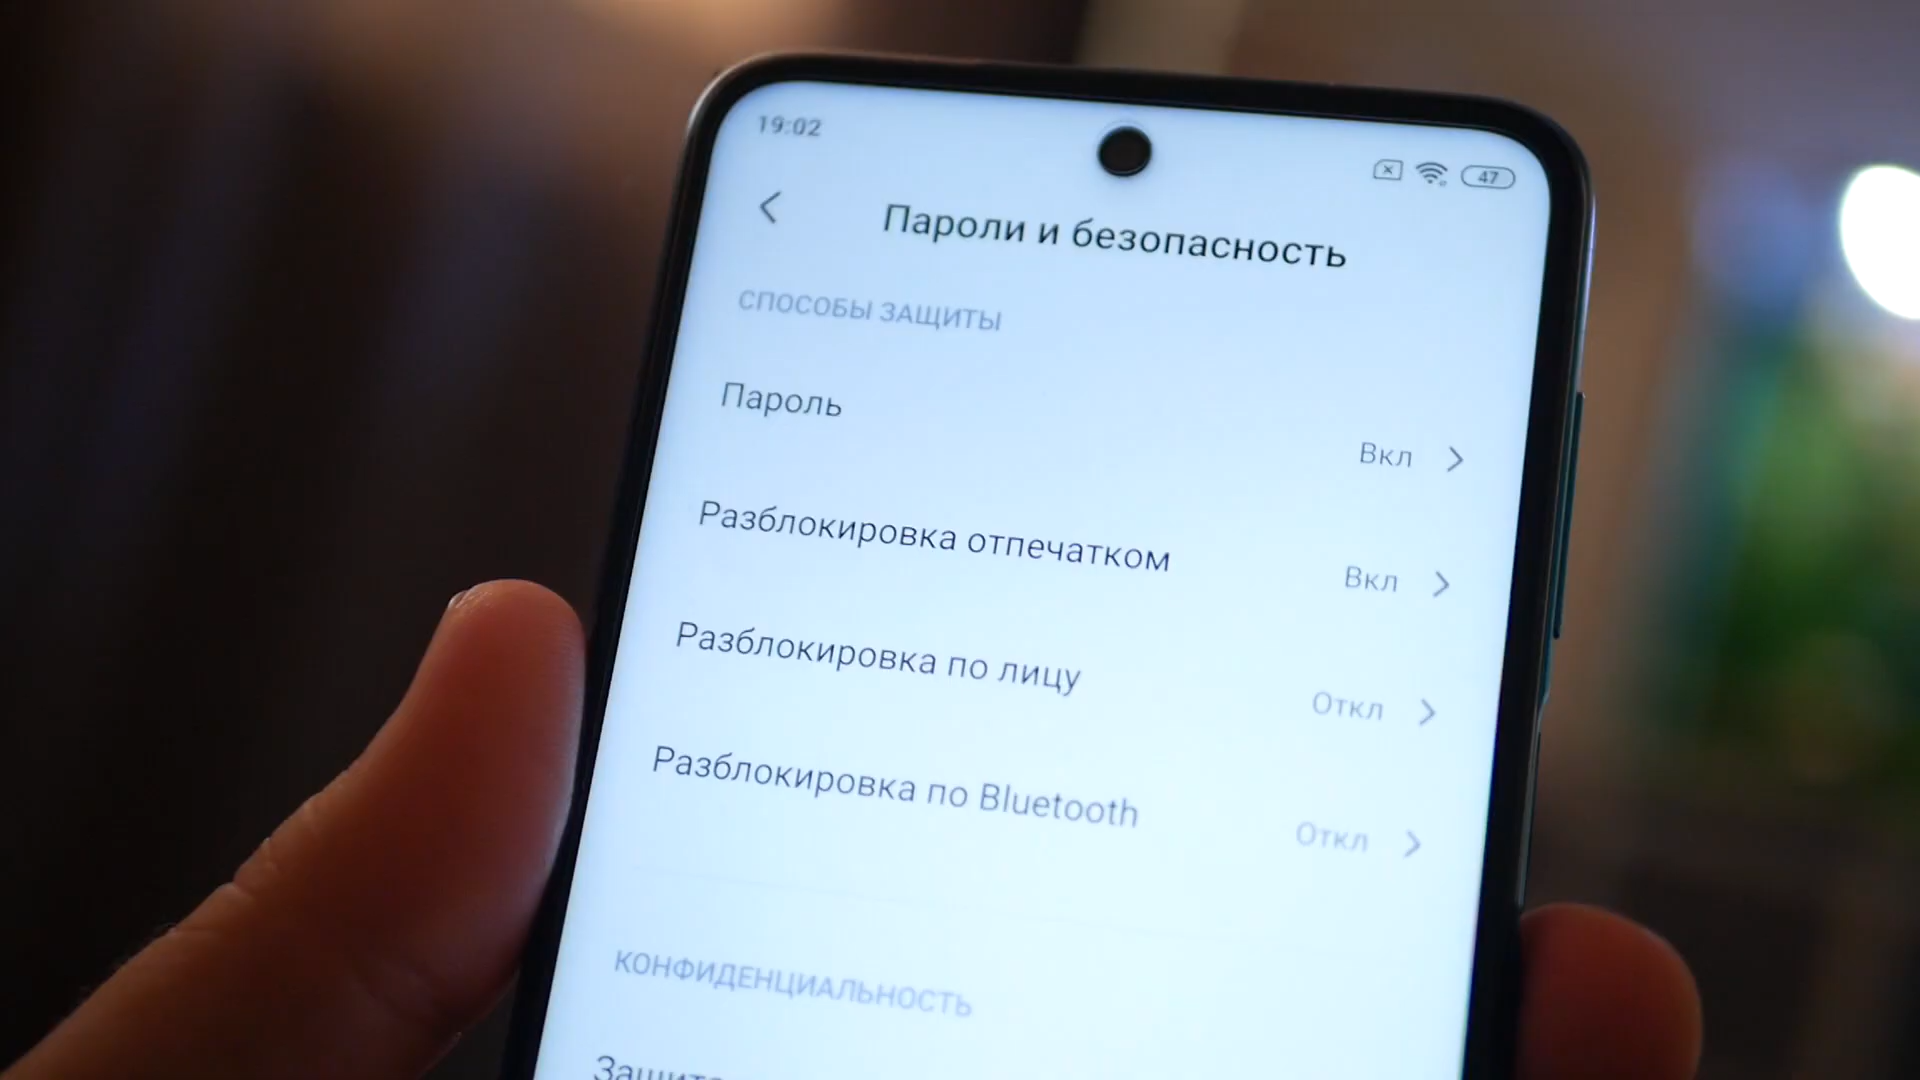 19:02
47
Пароли и безопасность
СПОСОБЫ ЗАЩИТЫ
Пароль
Вкл
Разблокировка отпечатком
Вкл
Разблокировка по лицу
Откл
Разблокировка по Bluetooth
Откл
КОНФИДЕНЦИАЛЬНОСТЬ